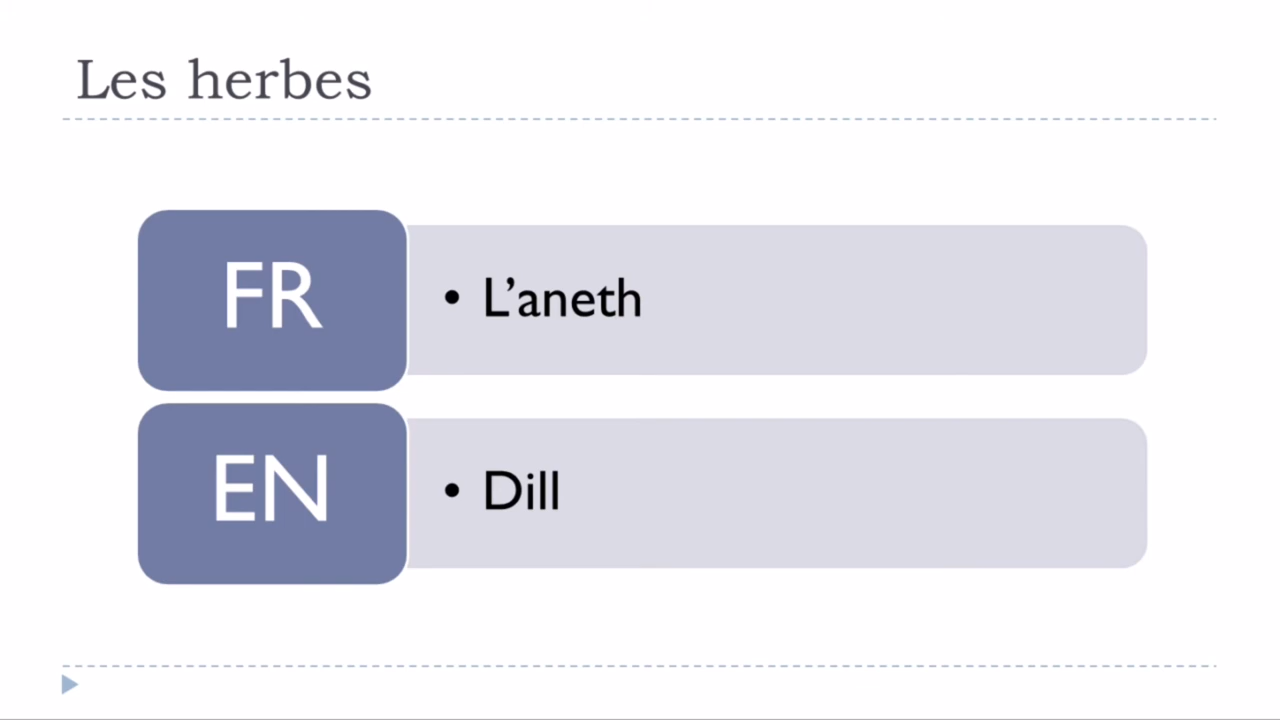 Les herbes
FR
• L’aneth
EN
• Dill